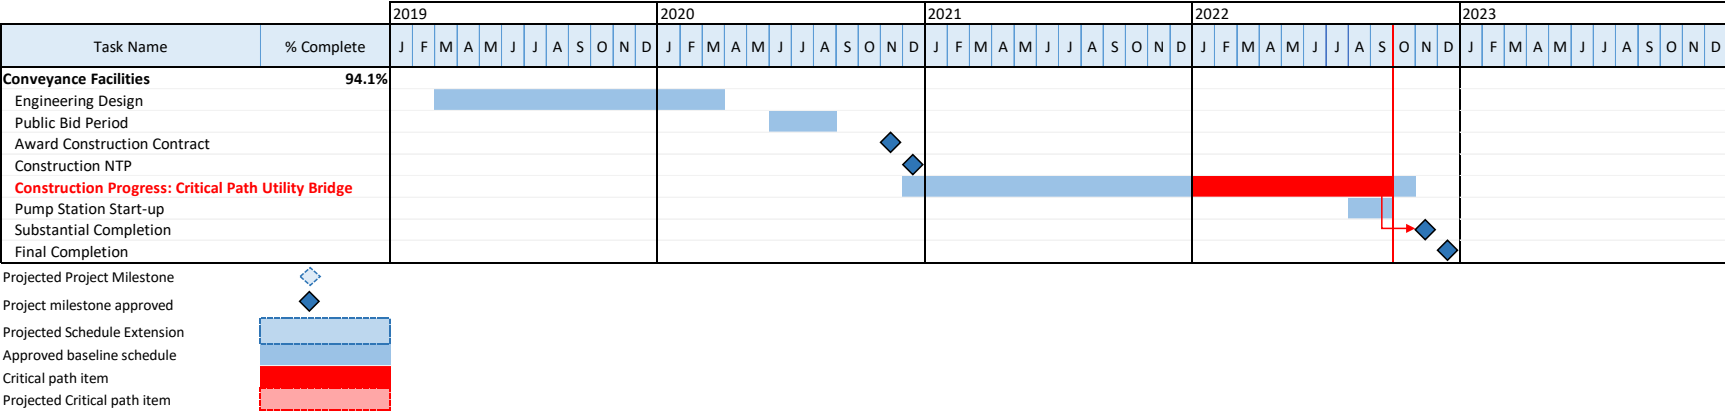 2019 2020 2021 2022 2023
Task Name % Complete J F M A M J J A S O N D J F M A M J J A S O N D J F M A M J J A S O N D J F M A M J J A S O N D J F M A M J J A S O N D
Conveyance Facilities 94.1%
Engineering Design
Public Bid Period
Award Construction Contract
Construction NTP
Construction Progress: Critical Path Utility Bridge
Pump Station Start-up
Substantial Completion
Final Completion
Projected Project Milestone
Project milestone approved
Projected Schedule Extension
Approved baseline schedule
Critical path item
Projected Critical path item